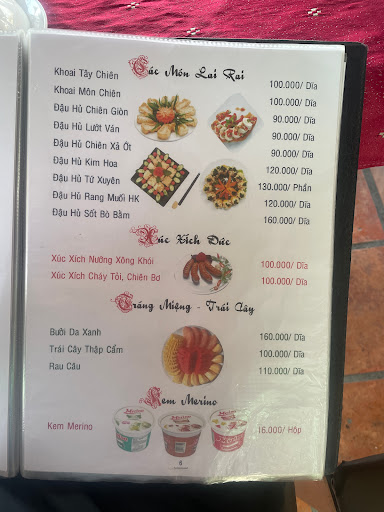 Các Món Lai Rai
Khoai Tây Chiên 100.000/ Dĩa
Khoai Môn Chiên 100.000/ Dĩa
Đậu Hủ Chiên Giòn 90.000/ Dĩa
Đậu Hủ Lướt Ván 90.000/ Dĩa
Đậu Hủ Chiên Xả Ớt 90.000/ Dĩa
Đậu Hủ Kim Hoa 120.000/ Dĩa
Đậu Hủ Tứ Xuyên 130.000/ Phần
Đậu Hủ Rang Muối HK 120.000/ Dĩa
Đậu Hủ Sốt Bò Bằm 160.000/ Dĩa
Xúc Xích Đức
Xúc Xích Nướng Xông Khói 100.000/ Dĩa
Xúc Xích Cháy Tỏi, Chiên Bơ 100.000/ Dĩa
Tráng Miệng - Trái Cây
Bưởi Da Xanh 160.000/ Dĩa
Trái Cây Thập Cẩm 100.000/ Dĩa
Rau Câu 110.000/ Dĩa
Kem Merino
Kem Merino 16.000/ Hộp